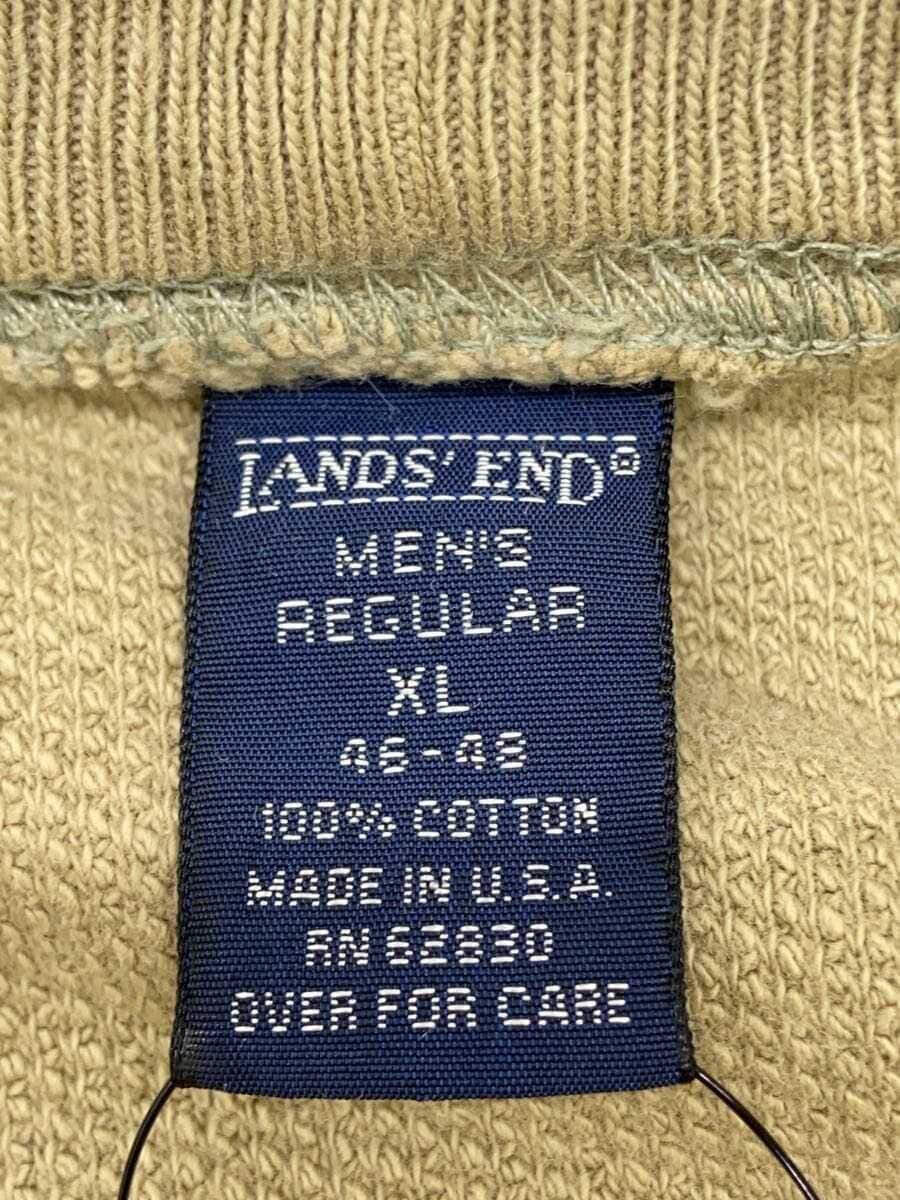 LANDS' END®
MEN'S
REGULAR
XL
46-48
100% COTTON
MADE IN U.S.A.
RN 62830
OVER FOR CARE